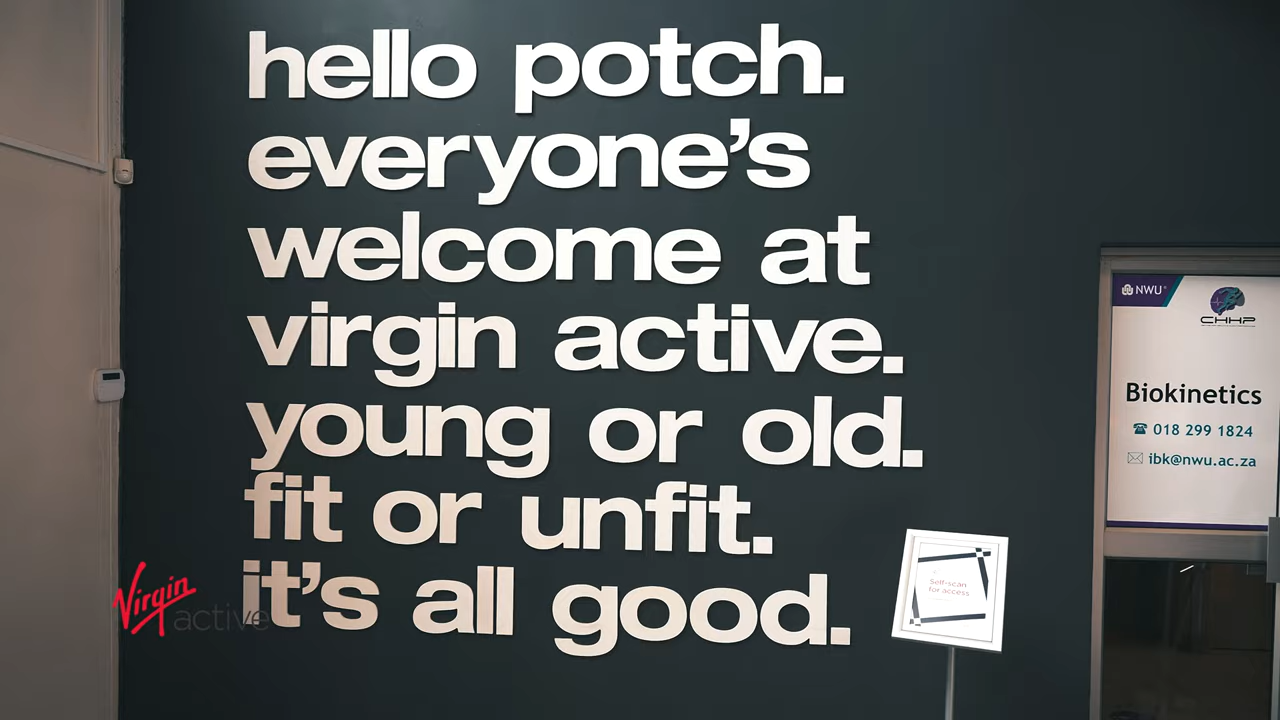 hello potch.
everyone's
welcome at
virgin active.
young or old.
fit or unfit.
it's all good.
Virgin
active
Self-scan
for access
NWU
CHHP
Biokinetics
☎ 018 299 1824
✉ ibk@nwu.ac.za